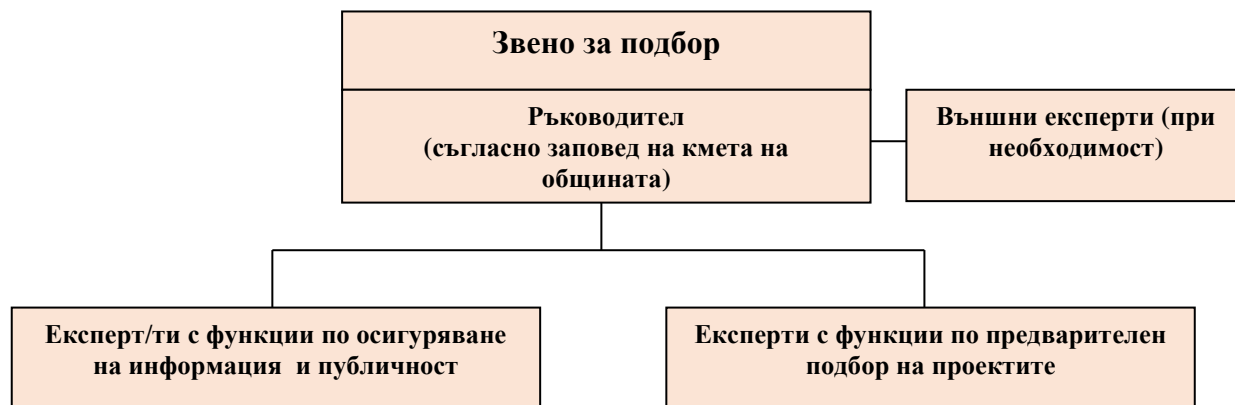 Звено за подбор
Ръководител
(съгласно заповед на кмета на
общината)
Външни експерти (при
необходимост)
Експерт/ти с функции по осигуряване
на информация и публичност
Експерти с функции по предварителен
подбор на проектите